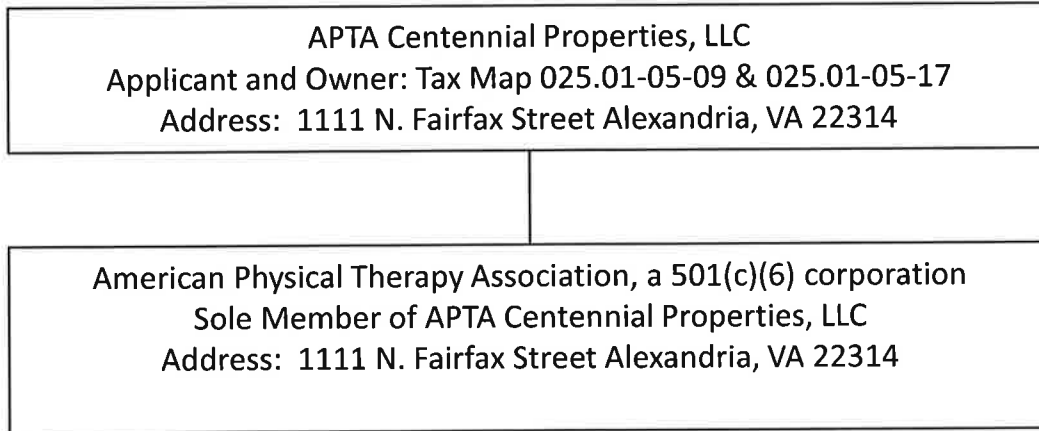 APTA Centennial Properties, LLC
Applicant and Owner: Tax Map 025.01-05-09 & 025.01-05-17
Address: 1111 N. Fairfax Street Alexandria, VA 22314
American Physical Therapy Association, a 501(c)(6) corporation
Sole Member of APTA Centennial Properties, LLC
Address: 1111 N. Fairfax Street Alexandria, VA 22314